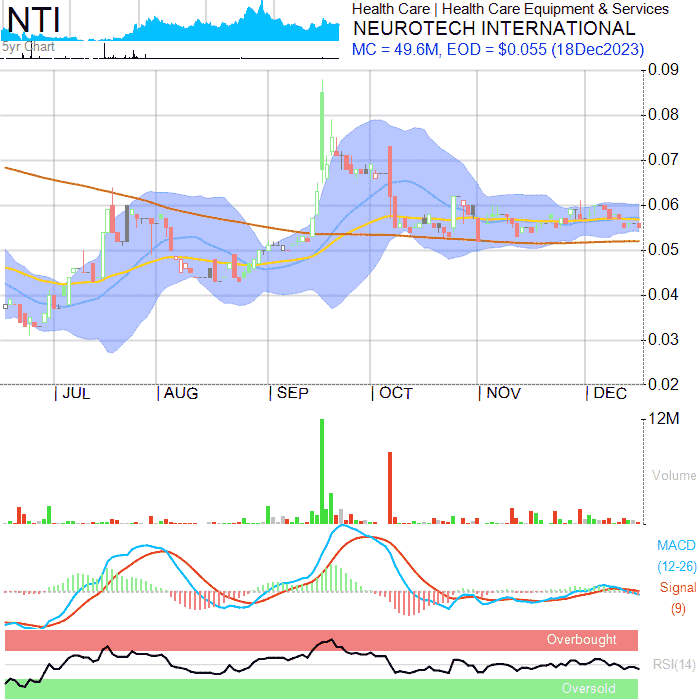 NTI
Health Care | Health Care Equipment & Services
NEUROTECH INTERNATIONAL
MC = 49.6M, EOD = $0.055 (18Dec2023)
5yr Chart
0.09
0.08
0.07
0.06
0.05
0.04
0.03
0.02
JUL
AUG
SEP
OCT
NOV
DEC
12M
Volume
MACD
(12-26)
Signal
(9)
Overbought
RSI(14)
Oversold